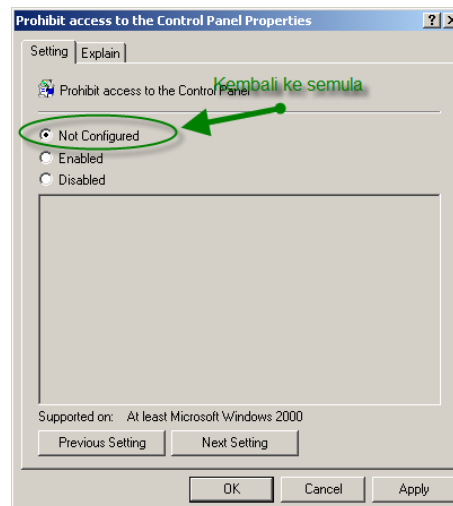 Prohibit access to the Control Panel Properties
Setting
Explain
Kembali ke semula
Prohibit access to the Control Panel
Not Configured
Enabled
Disabled
Supported on: At least Microsoft Windows 2000
Previous Setting
Next Setting
OK
Cancel
Apply